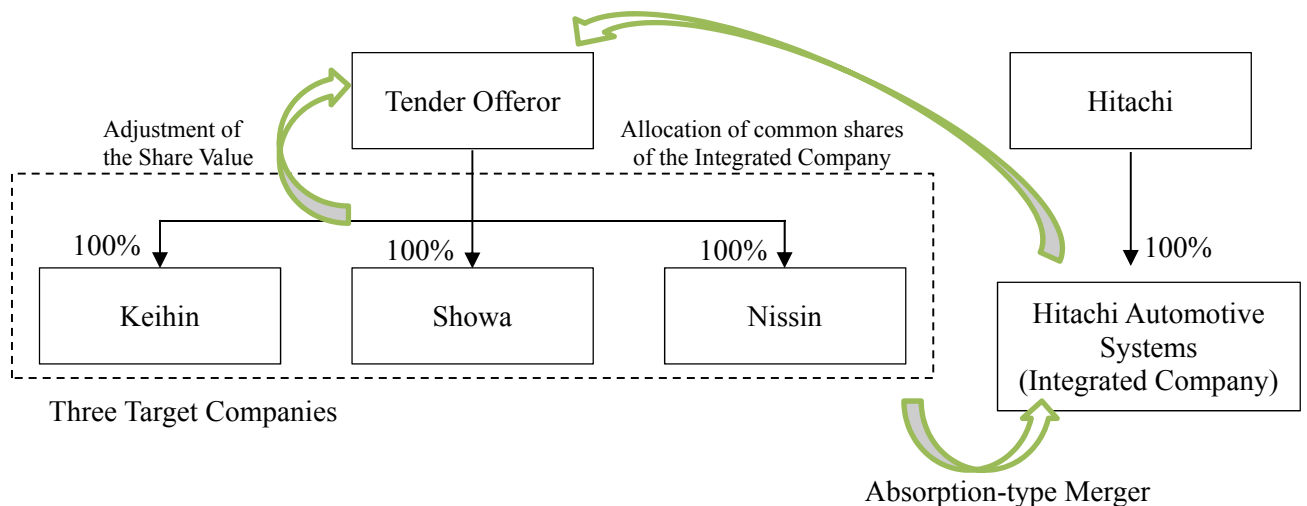 Tender Offeror
Hitachi
Adjustment of
the Share Value
Allocation of common shares
of the Integrated Company
100%
100%
100%
100%
Keihin
Showa
Nissin
Hitachi Automotive
Systems
(Integrated Company)
Three Target Companies
Absorption-type Merger